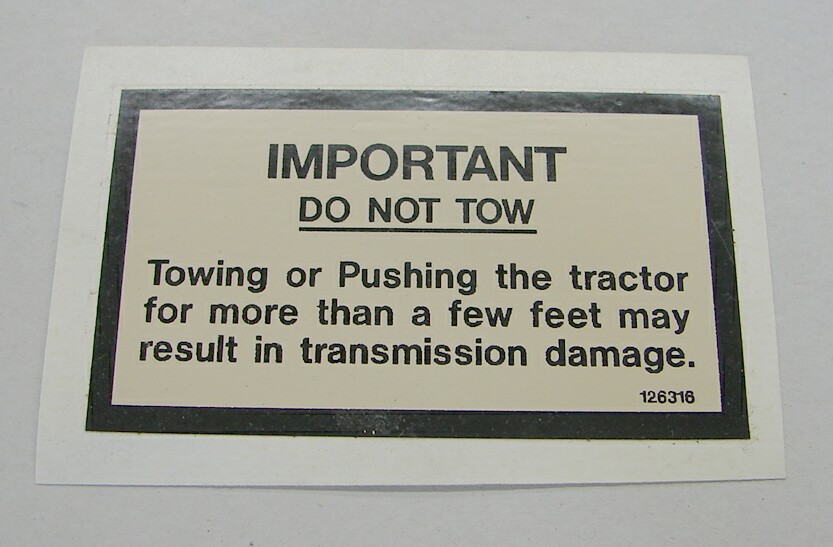 IMPORTANT
DO NOT TOW
Towing or Pushing the tractor
for more than a few feet may
result in transmission damage.
126316